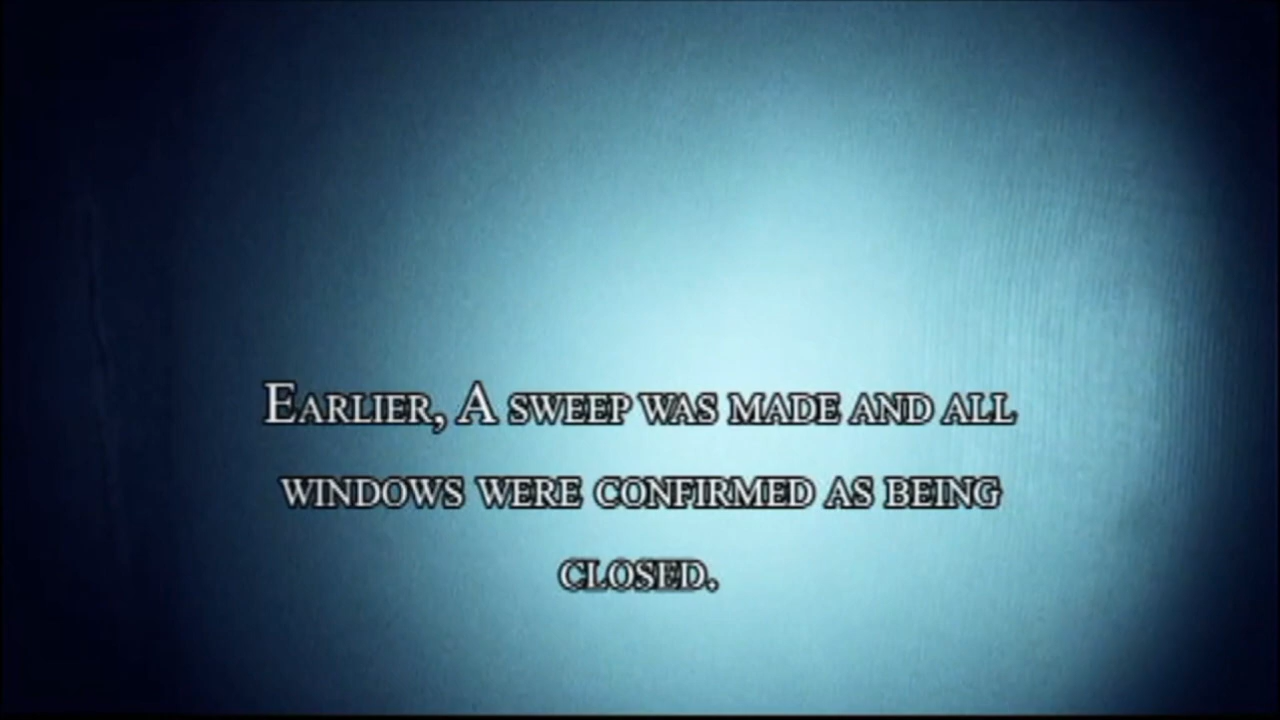 Earlier, A sweep was made and all
windows were confirmed as being
closed.